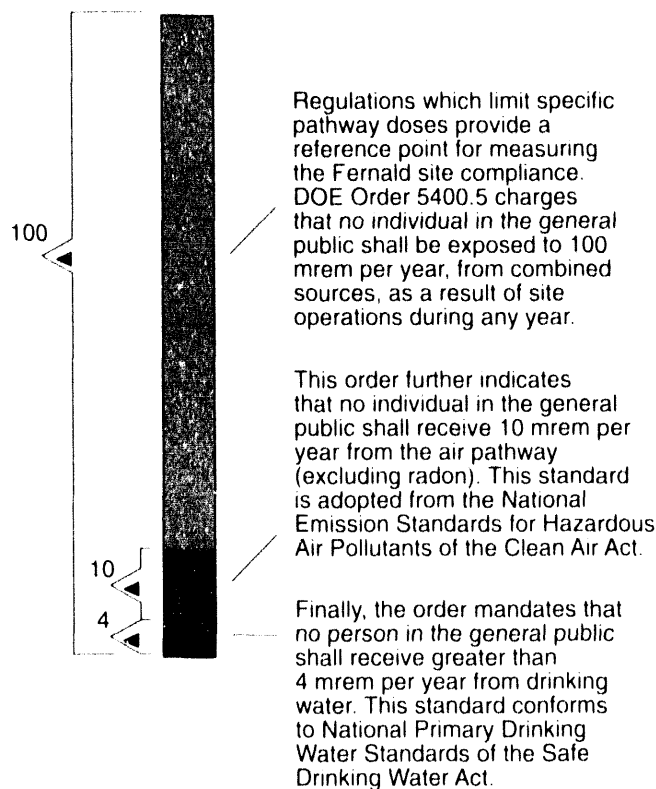 Regulations which limit specific
pathway doses provide a
reference point for measuring
the Fernald site compliance.
DOE Order 5400.5 charges
that no individual in the general
public shall be exposed to 100
mrem per year, from combined
sources, as a result of site
operations during any year.
100
This order further indicates
that no individual in the general
public shall receive 10 mrem per
year from the air pathway
(excluding radon). This standard
is adopted from the National
Emission Standards for Hazardous
Air Pollutants of the Clean Air Act.
10
4
Finally, the order mandates that
no person in the general public
shall receive greater than
4 mrem per year from drinking
water. This standard conforms
to National Primary Drinking
Water Standards of the Safe
Drinking Water Act.